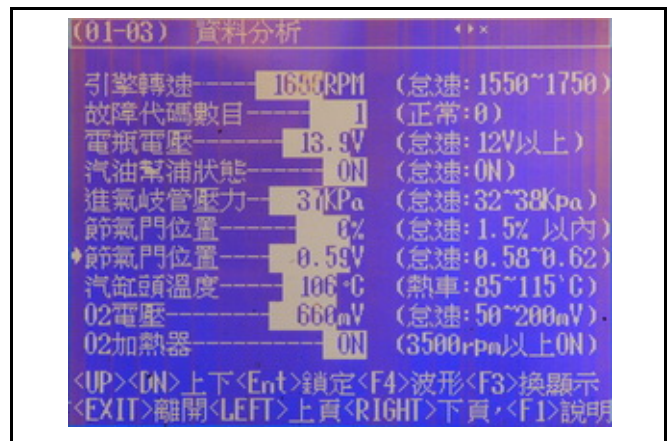 (01-03) 資料分析
引擎轉速-----1600RPM (怠速:1550~1750)
故障代碼數目-----1 (正常:0)
電瓶電壓-----13.9V (怠速:12V以上)
汽油幫浦狀態-----ON (怠速:ON)
進氣岐管壓力--37KPa (怠速:32~38Kpa)
節氣門位置----0% (怠速:1.5% 以內)
節氣門位置---0.59V (怠速:0.58~0.62)
汽缸頭溫度---106°C (熱車:85~115`C)
O2電壓-------660mV (怠速:50~200mV)
O2加熱器--------ON (3500rpm以上ON)
<UP><DN>上下<Ent>鎖定<F4>波形<F3>換顯示
<EXIT>離開<LEFT>上頁<RIGHT>下頁,<F1>說明